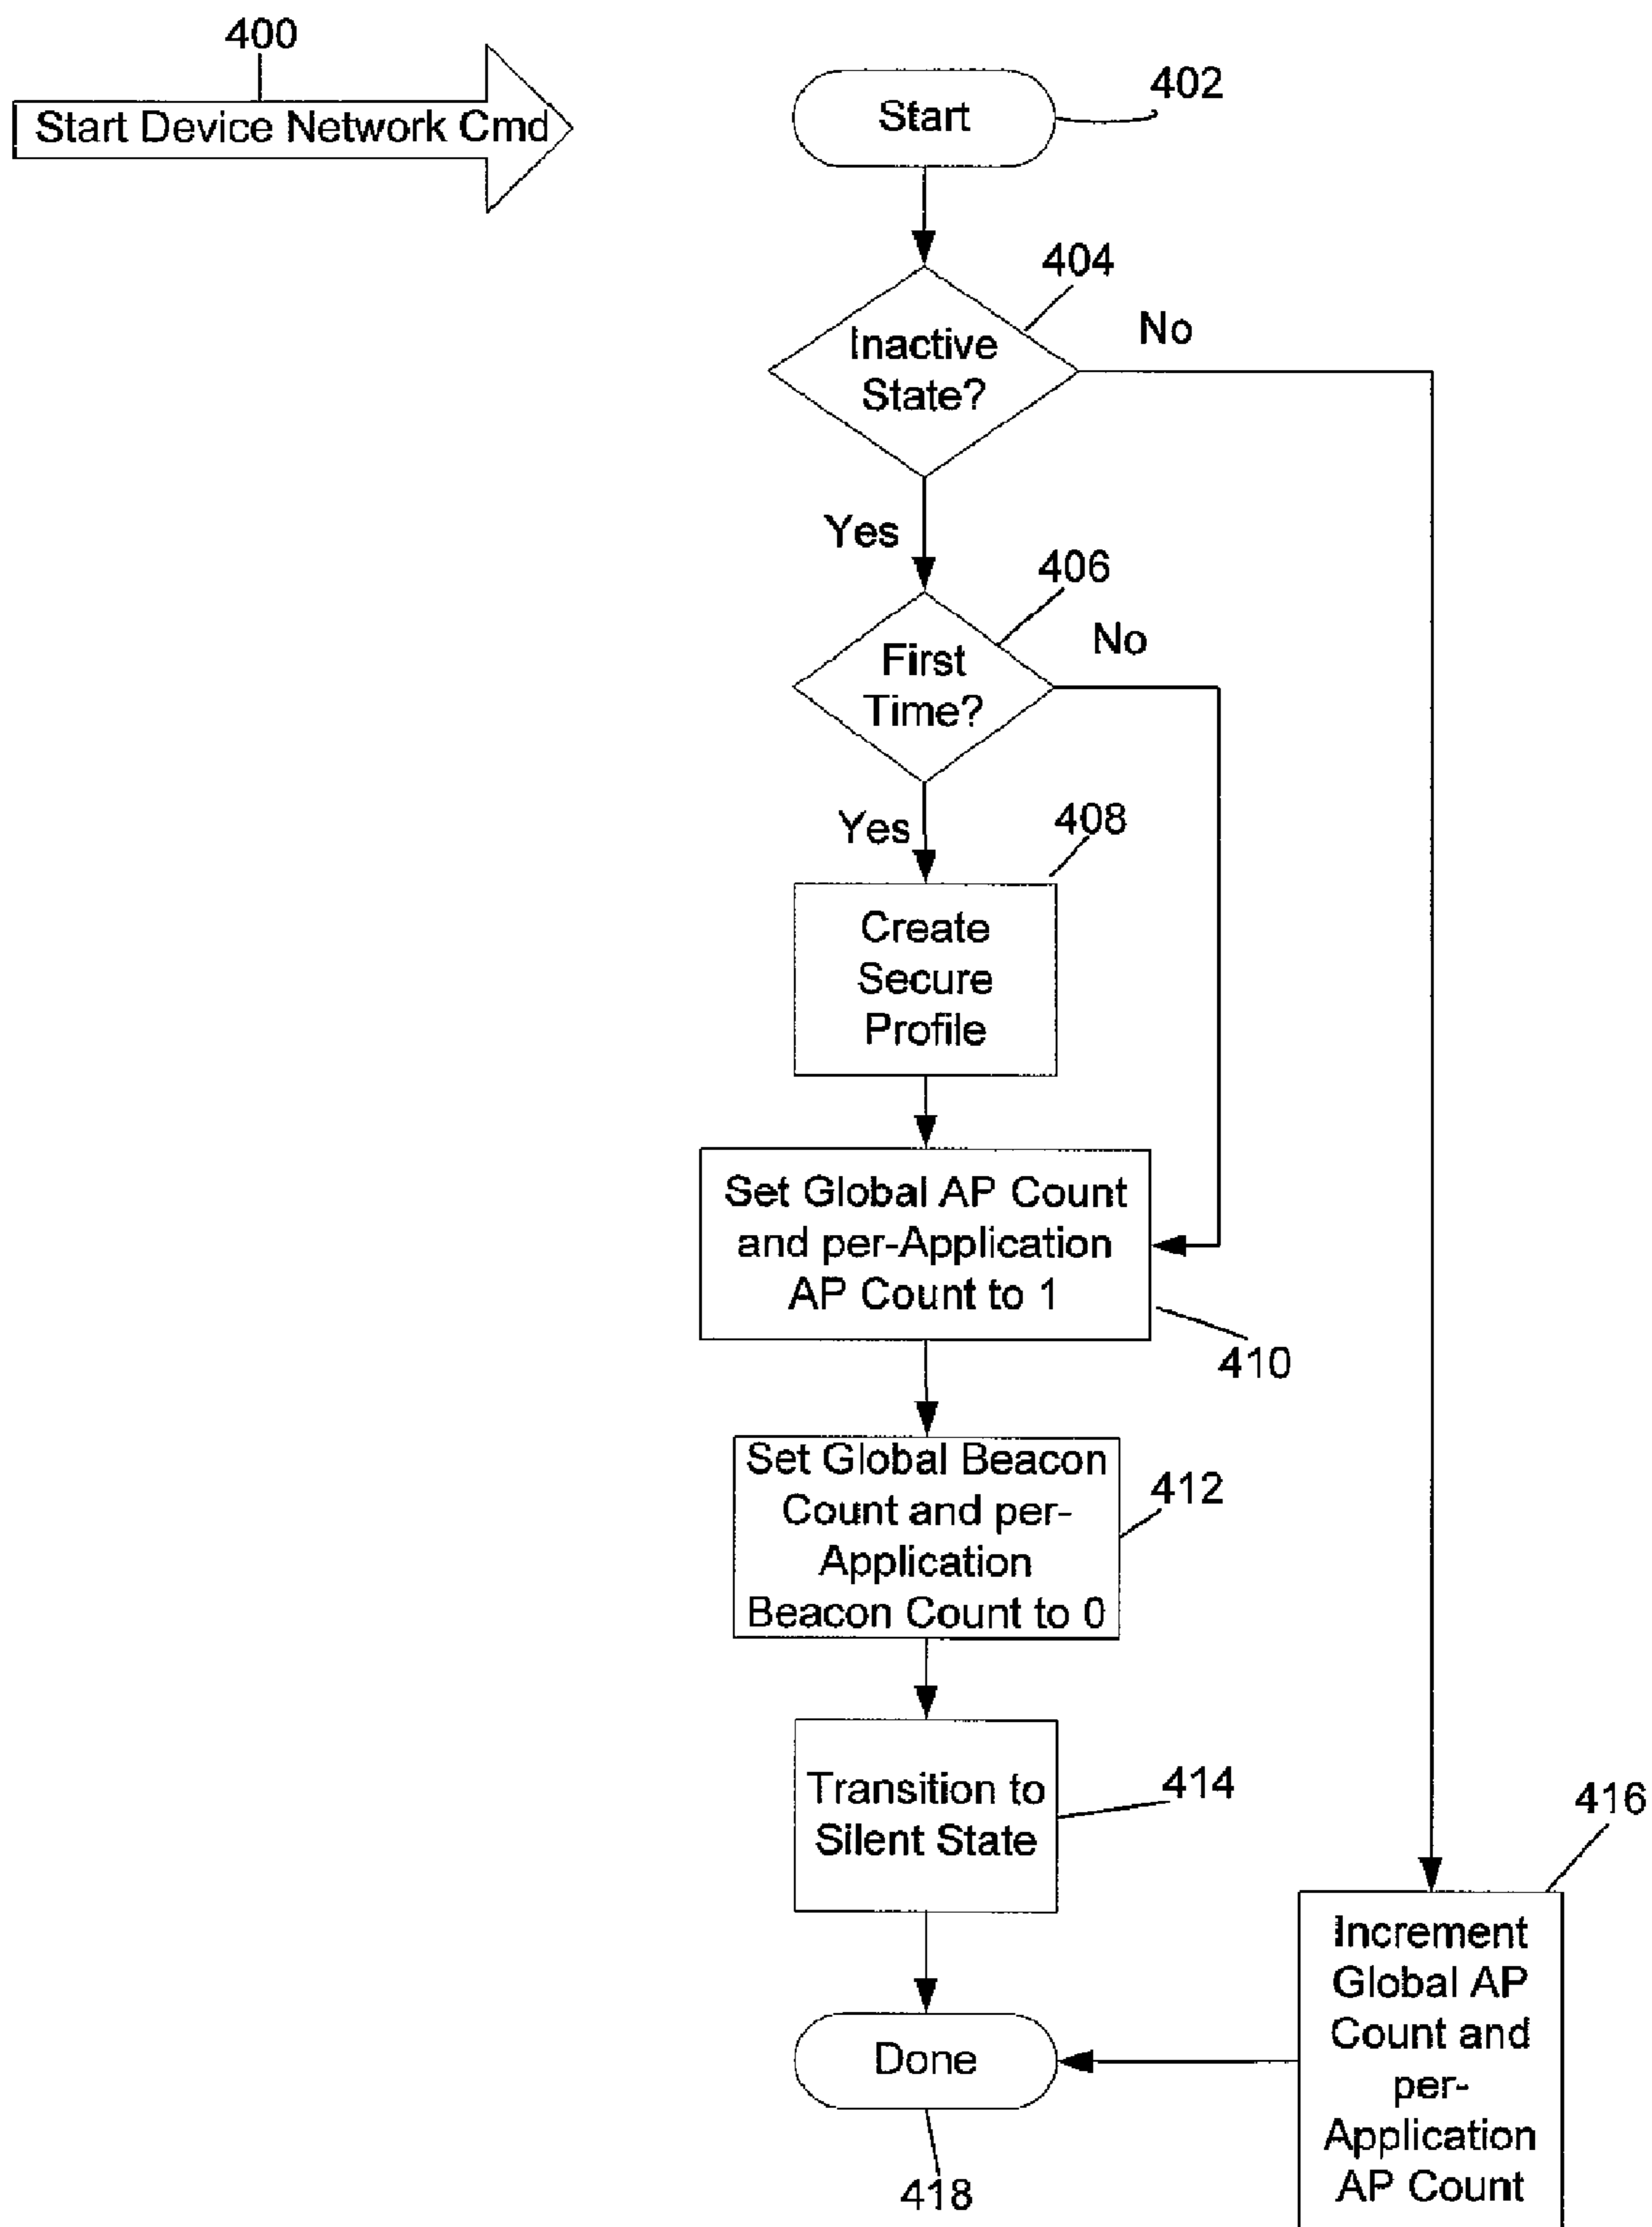 400
Start Device Network Cmd
Start
402
404
Inactive
State?
No
Yes
406
First
Time?
No
Yes
408
Create
Secure
Profile
Set Global AP Count
and per-Application
AP Count to 1
410
Set Global Beacon
Count and per-
Application
Beacon Count to 0
412
Transition to
Silent State
414
416
Increment
Global AP
Count and
per-
Application
AP Count
Done
418